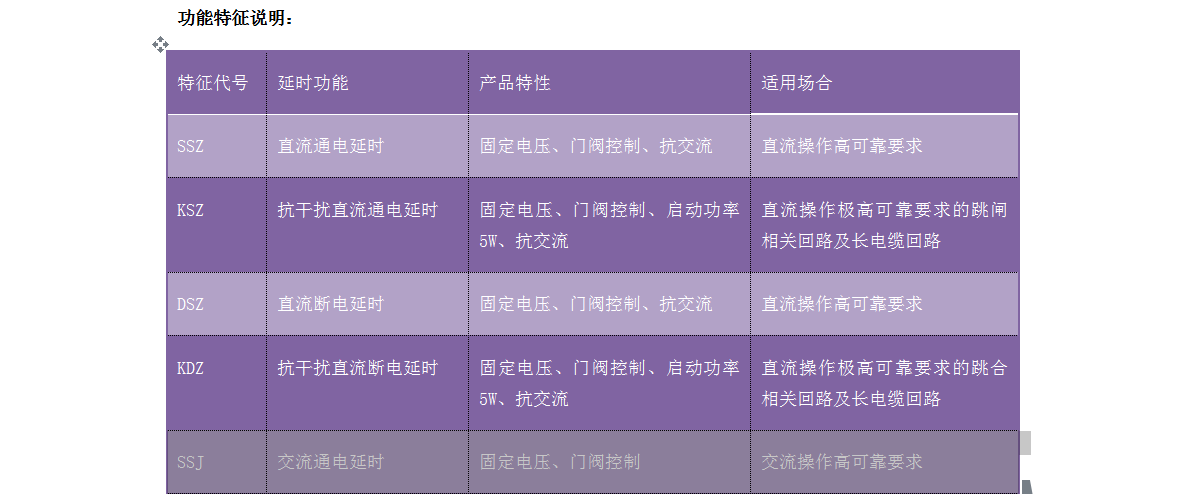 功能特征说明：
特征代号 延时功能 产品特性 适用场合
SSZ 直流通电延时 固定电压、门阀控制、抗交流 直流操作高可靠要求
KSZ 抗干扰直流通电延时 固定电压、门阀控制、启动功率 直流操作极高可靠要求的跳闸
5W、抗交流 相关回路及长电缆回路
DSZ 直流断电延时 固定电压、门阀控制、抗交流 直流操作高可靠要求
KDZ 抗干扰直流断电延时 固定电压、门阀控制、启动功率 直流操作极高可靠要求的跳合
5W、抗交流 相关回路及长电缆回路
SSJ 交流通电延时 固定电压、门阀控制 交流操作高可靠要求